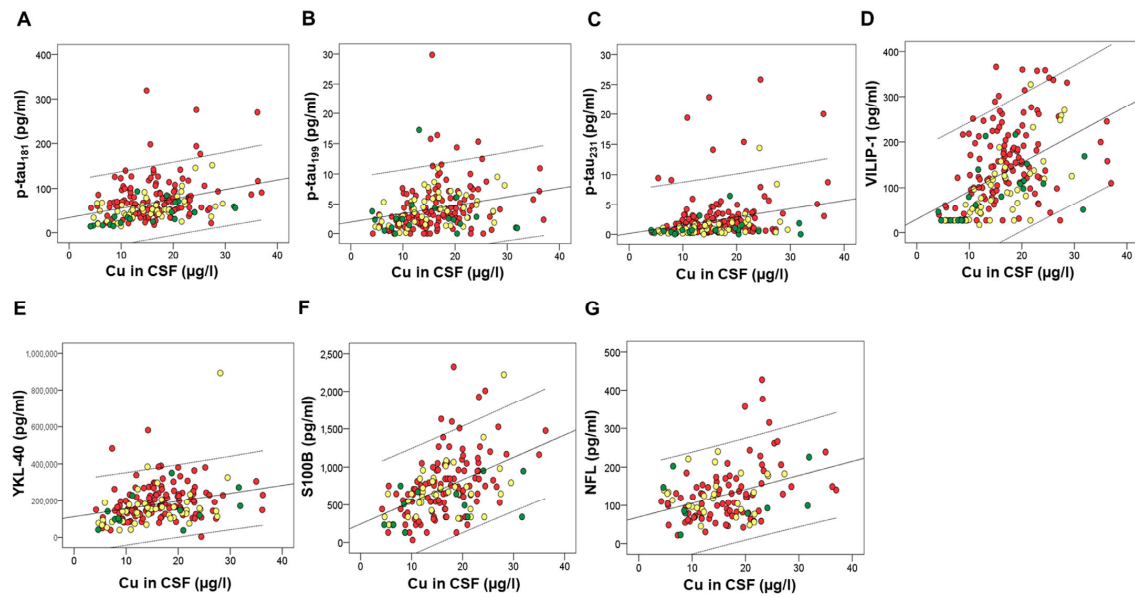 A
p-tau181 (pg/ml)
400
300
200
100
0
0 10 20 30 40
Cu in CSF (µg/l)
B
p-tau199 (pg/ml)
30
25
20
15
10
5
0
0 10 20 30 40
Cu in CSF (µg/l)
C
p-tau231 (pg/ml)
31
25
20
15
10
5
0
0 10 20 30 40
Cu in CSF (µg/l)
D
VILIP-1 (pg/ml)
400
300
200
100
0
0 10 20 30 40
Cu in CSF (µg/l)
E
YKL-40 (pg/ml)
1,000,000
800,000
600,000
400,000
200,000
0
0 10 20 30 40
Cu in CSF (µg/l)
F
S100B (pg/ml)
2,500
2,000
1,500
1,000
500
0
0 10 20 30 40
Cu in CSF (µg/l)
G
NFL (pg/ml)
500
400
300
200
100
0
0 10 20 30 40
Cu in CSF (µg/l)